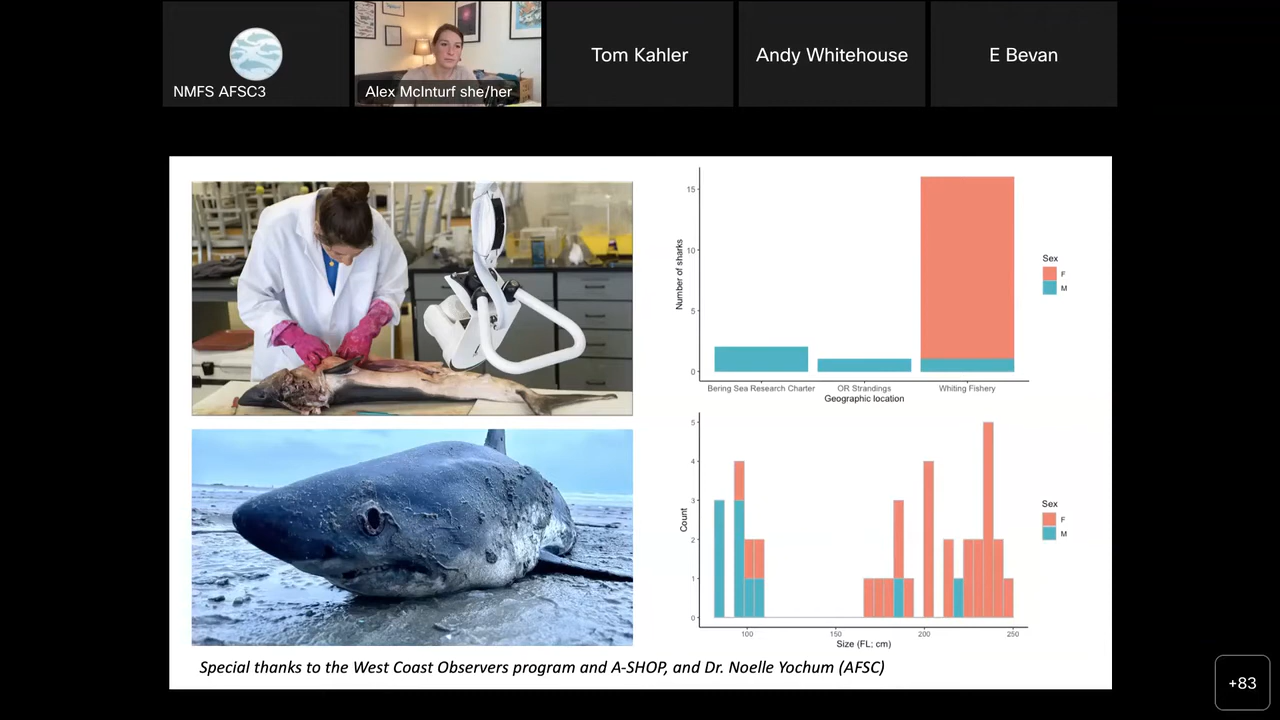 NMFS AFSC3
Alex McInturf she/her
Tom Kahler
Andy Whitehouse
E Bevan
Number of sharks
15
10
5
0
Bering Sea Research Charter
OR Strandings
Whiting Fishery
Geographic location
Sex
F
M
Count
5
4
3
2
1
0
100
150
200
250
Size (FL; cm)
Sex
F
M
Special thanks to the West Coast Observers program and A-SHOP, and Dr. Noelle Yochum (AFSC)
+83